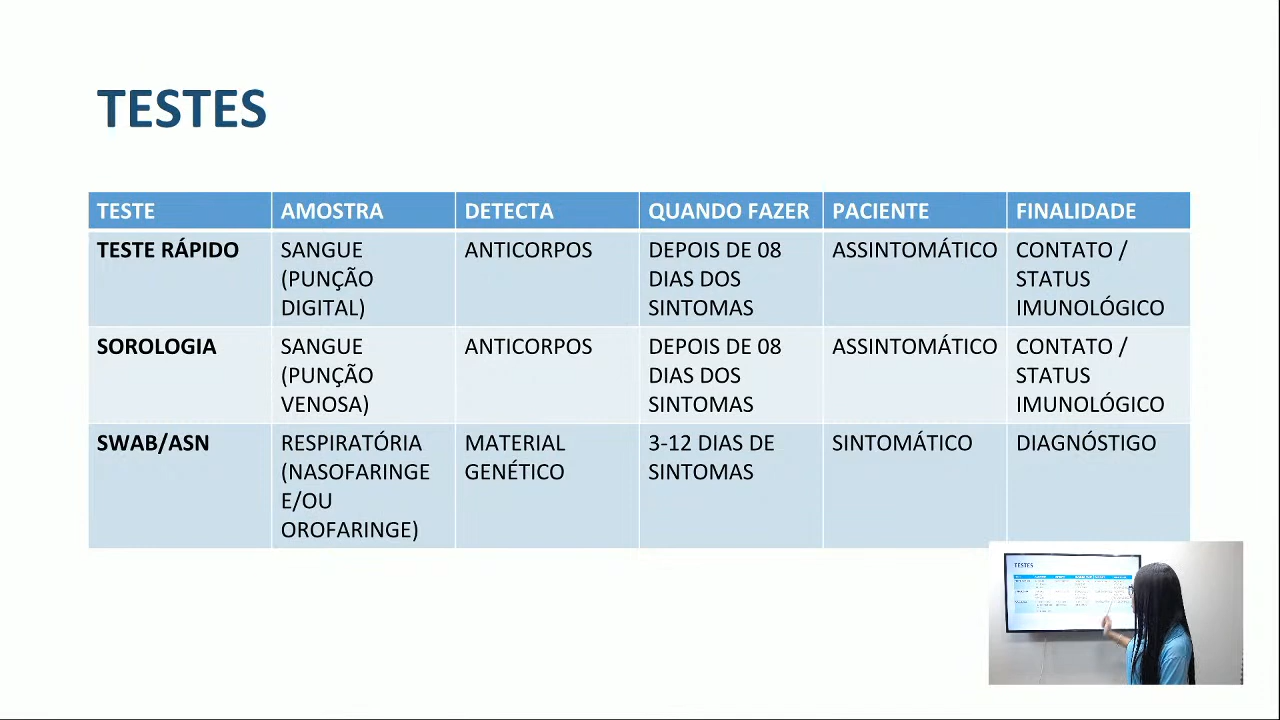 TESTES
TESTE AMOSTRA DETECTA QUANDO FAZER PACIENTE FINALIDADE
TESTE RÁPIDO SANGUE ANTICORPOS DEPOIS DE 08 ASSINTOMÁTICO CONTATO /
(PUNÇÃO DIAS DOS STATUS
DIGITAL) SINTOMAS IMUNOLÓGICO
SOROLOGIA SANGUE ANTICORPOS DEPOIS DE 08 ASSINTOMÁTICO CONTATO /
(PUNÇÃO DIAS DOS STATUS
VENOSA) SINTOMAS IMUNOLÓGICO
SWAB/ASN RESPIRATÓRIA MATERIAL 3-12 DIAS DE SINTOMÁTICO DIAGNÓSTIGO
(NASOFARINGE GENÉTICO SINTOMAS
E/OU
OROFARINGE)
TESTES